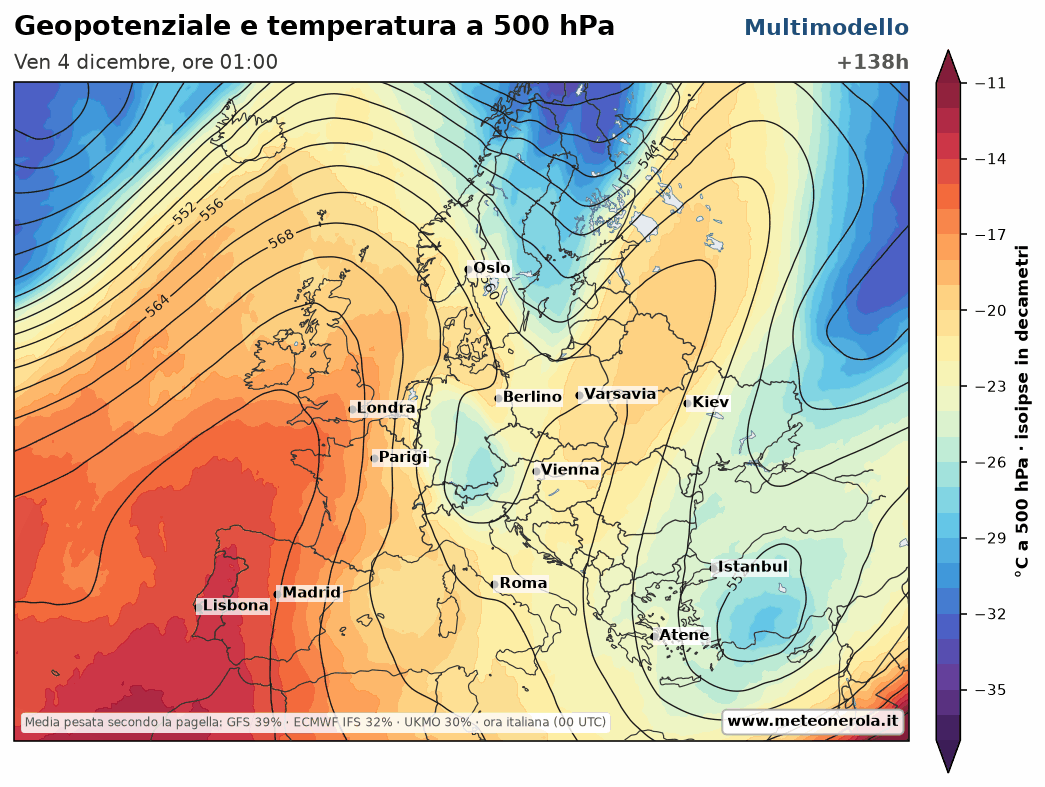 Geopotenziale e temperatura a 500 hPa
Multimodello
Ven 4 dicembre, ore 01:00
+138h
−11
544
552
556
−14
568
−17
Oslo
564
−20
−23
Berlino
Varsavia
Kiev
Londra
Parigi
−26
Vienna
−29
Istanbul
Roma
Madrid
Lisbona
−32
Atene
−35
°C a 500 hPa · isoipse in decametri
Media pesata secondo la pagella: GFS 39% · ECMWF IFS 32% · UKMO 30% · ora italiana (00 UTC)
www.meteonerola.it